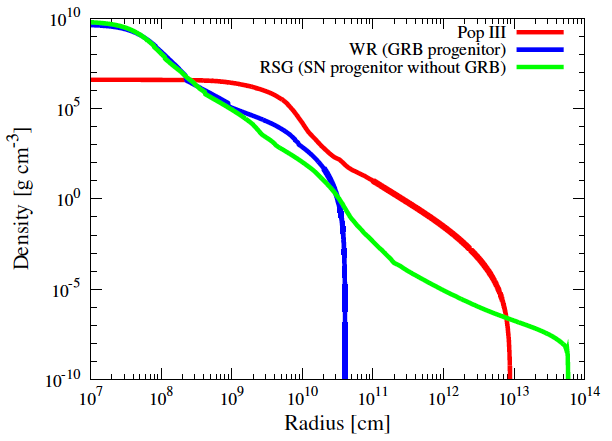 10^10
10^5
10^0
10^-5
10^-10
Density [g cm^-3]
Pop III
WR (GRB progenitor)
RSG (SN progenitor without GRB)
10^7 10^8 10^9 10^10 10^11 10^12 10^13 10^14
Radius [cm]